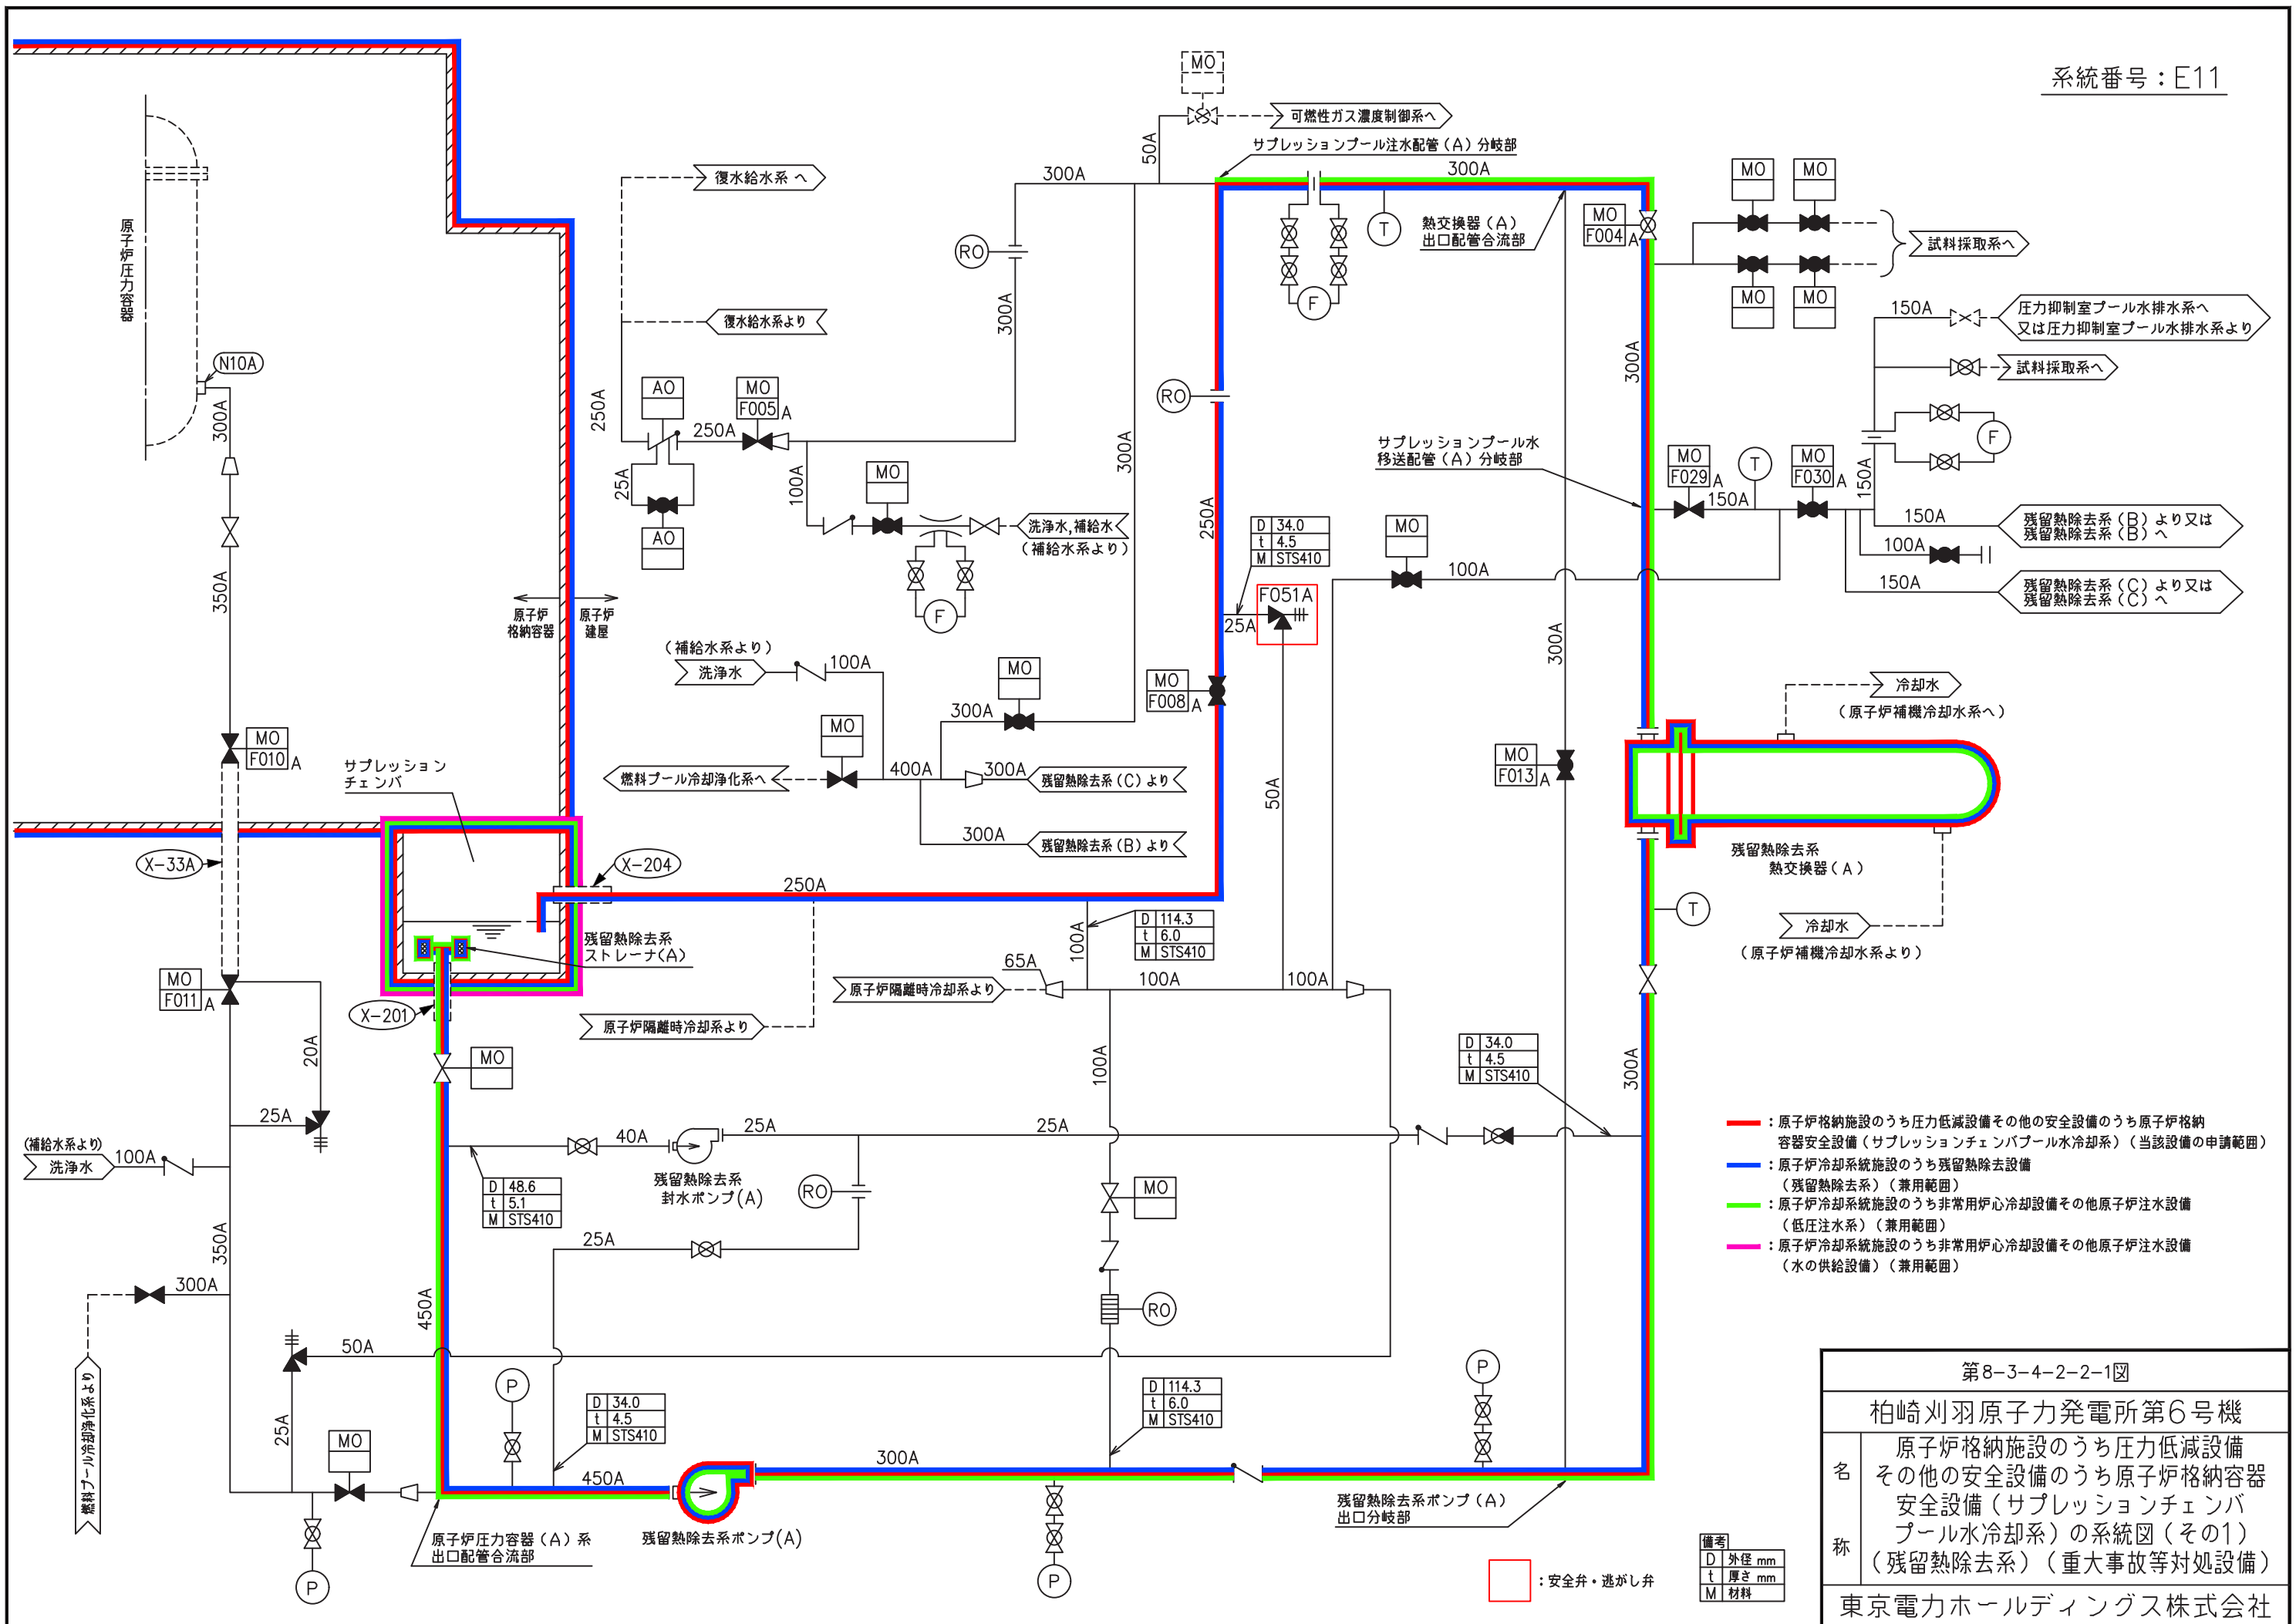 系統番号：E11
MO
可燃性ガス濃度制御系へ
50A
サプレッションプール注水配管（A）分岐部
300A
300A
復水給水系 へ
復水給水系より
RO
300A
T
熱交換器（A）
出口配管合流部
F
MO
F004
A
MO
MO
MO
MO
試料採取系へ
原子炉圧力容器
N10A
300A
350A
250A
AO
MO
F005
A
250A
25A
AO
100A
MO
洗浄水,補給水
（補給水系より）
F
300A
RO
250A
300A
150A
圧力抑制室プール水排水系へ
又は圧力抑制室プール水排水系より
試料採取系へ
F
サプレッションプール水
移送配管（A）分岐部
MO
F029
A
T
150A
MO
F030
A
150A
150A
残留熱除去系（B）より又は
残留熱除去系（B）へ
100A
150A
残留熱除去系（C）より又は
残留熱除去系（C）へ
D 34.0
t 4.5
M STS410
MO
100A
F051A
25A
原子炉
格納容器
原子炉
建屋
（補給水系より）
洗浄水
100A
MO
300A
MO
F008
A
300A
MO
F010
A
MO
燃料プール冷却浄化系へ
400A
300A
残留熱除去系（C）より
300A
残留熱除去系（B）より
50A
MO
F013
A
冷却水
（原子炉補機冷却水系へ）
残留熱除去系
熱交換器（A）
T
冷却水
（原子炉補機冷却水系より）
サプレッション
チェンバ
X-33A
X-204
250A
残留熱除去系
ストレーナ(A)
D 114.3
t 6.0
M STS410
100A
65A
原子炉隔離時冷却系より
100A
100A
MO
F011
A
X-201
原子炉隔離時冷却系より
20A
MO
100A
D 34.0
t 4.5
M STS410
300A
25A
(補給水系より)
洗浄水
100A
40A
25A
25A
残留熱除去系
封水ポンプ(A)
RO
D 48.6
t 5.1
M STS410
MO
25A
350A
300A
450A
RO
50A
燃料プール冷却浄化系より
25A
MO
P
D 34.0
t 4.5
M STS410
450A
D 114.3
t 6.0
M STS410
300A
P
原子炉圧力容器（A）系
出口配管合流部
残留熱除去系ポンプ(A)
残留熱除去系ポンプ（A）
出口分岐部
P
P
：原子炉格納施設のうち圧力低減設備その他の安全設備のうち原子炉格納
容器安全設備（サプレッションチェンバプール水冷却系）（当該設備の申請範囲）
：原子炉冷却系統施設のうち残留熱除去設備
（残留熱除去系）（兼用範囲）
：原子炉冷却系統施設のうち非常用炉心冷却設備その他原子炉注水設備
（低圧注水系）（兼用範囲）
：原子炉冷却系統施設のうち非常用炉心冷却設備その他原子炉注水設備
（水の供給設備）（兼用範囲）
：安全弁・逃がし弁
備考
D 外径 mm
t 厚さ mm
M 材料
第8-3-4-2-2-1図
柏崎刈羽原子力発電所第6号機
名称
原子炉格納施設のうち圧力低減設備
その他の安全設備のうち原子炉格納容器
安全設備（サプレッションチェンバ
プール水冷却系）の系統図（その1）
（残留熱除去系）（重大事故等対処設備）
東京電力ホールディングス株式会社